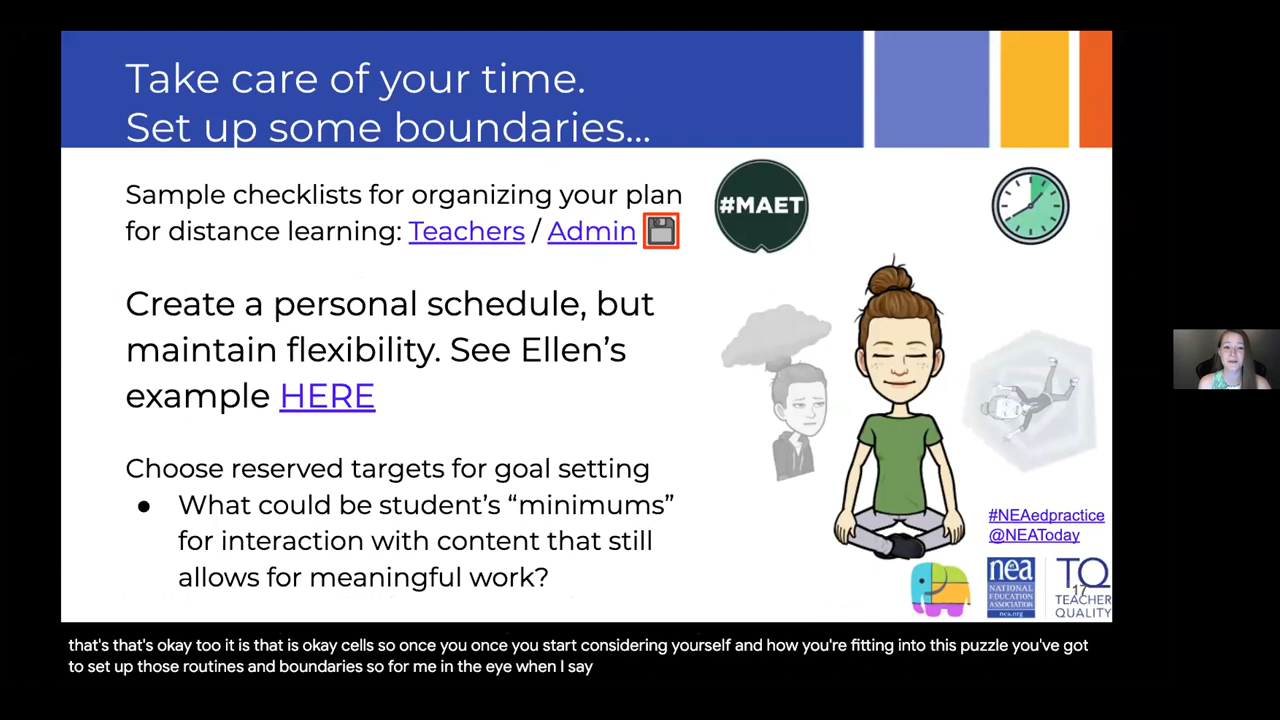 Take care of your time.
Set up some boundaries...
Sample checklists for organizing your plan
for distance learning: Teachers / Admin
#MAET
Create a personal schedule, but
maintain flexibility. See Ellen's
example HERE
Choose reserved targets for goal setting
● What could be student's “minimums”
for interaction with content that still
allows for meaningful work?
#NEAedpractice
@NEAToday
nea
NATIONAL
EDUCATION
ASSOCIATION
nea.org
TQ
17
TEACHER
QUALITY
that's that's okay too it is that is okay cells so once you once you start considering yourself and how you're fitting into this puzzle you've got
to set up those routines and boundaries so for me in the eye when I say